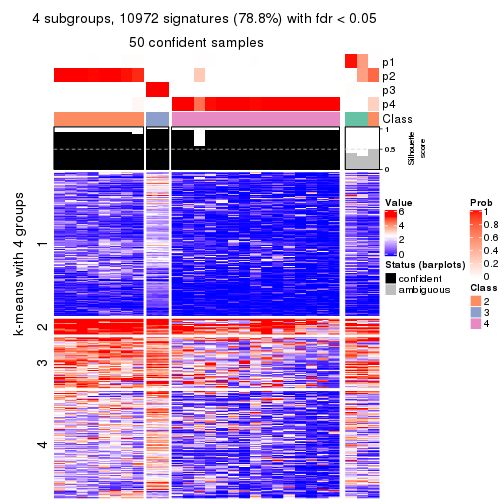 4 subgroups, 10972 signatures (78.8%) with fdr < 0.05
50 confident samples
p1
p2
p3
p4
Class
1
0.5
0
Silhouette
score
k-means with 4 groups
1
2
3
4
Value
6
4
2
0
Status (barplots)
confident
ambiguous
Prob
1
0.8
0.6
0.4
0.2
0
Class
2
3
4